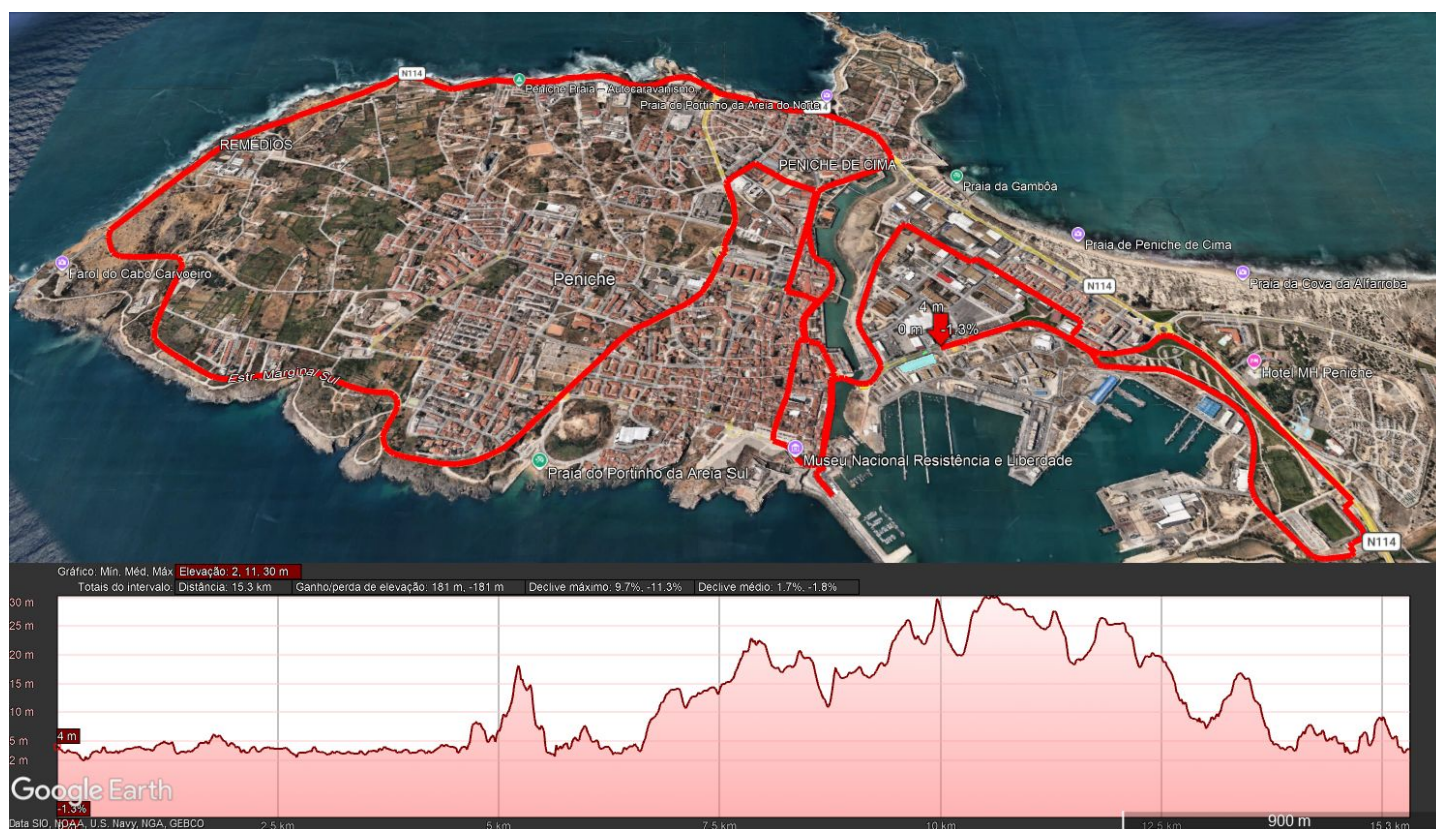 N114
Peniche Praia – Autocaravanismo
Praia do Portinho da Areia do Norte
REMÉDIOS
PENICHE DE CIMA
Praia da Gambôa
Farol do Cabo Carvoeiro
Peniche
Praia de Peniche de Cima
Praia da Cova da Alfarroba
N114
4 m
0 m -1.3%
Estr. Marginal Sul
Hotel MH Peniche
Museu Nacional Resistência e Liberdade
Praia do Portinho da Areia Sul
N114
Gráfico: Mín, Méd, Máx Elevação: 2, 11, 30 m
Totais do intervalo: Distância: 15.3 km Ganho/perda de elevação: 181 m, -181 m Declive máximo: 9.7%, -11.3% Declive médio: 1.7%, -1.8%
30 m
25 m
20 m
15 m
10 m
4 m
5 m
2 m
Google Earth
-1.3%
Data SIO, NOAA, U.S. Navy, NGA, GEBCO
2.5 km
5 km
7.5 km
10 km
12.5 km
900 m
15.3 km